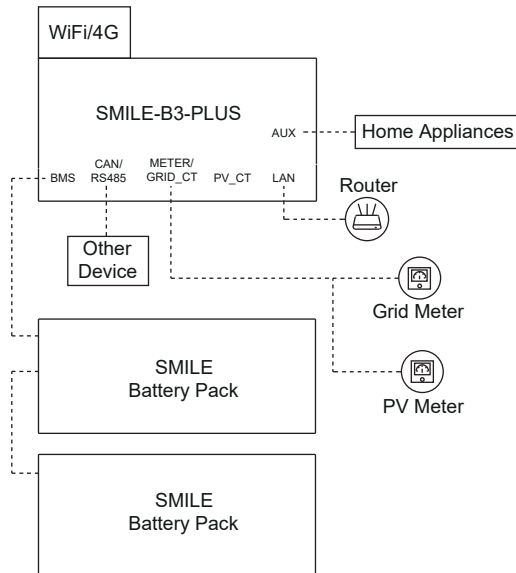 WiFi/4G
SMILE-B3-PLUS
AUX
Home Appliances
BMS
CAN/
RS485
METER/
GRID_CT
PV_CT
LAN
Router
Other
Device
Grid Meter
SMILE
Battery Pack
PV Meter
SMILE
Battery Pack